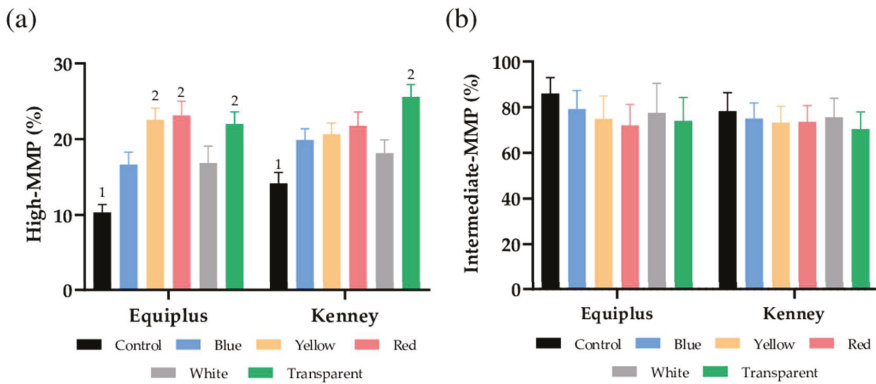 (a)
High-MMP (%)
30
20
10
0
1
2
2
2
1
2
Equiplus
Kenney
Control
Blue
Yellow
Red
White
Transparent
(b)
Intermediate-MMP (%)
100
80
60
40
20
0
Equiplus
Kenney
Control
Blue
Yellow
Red
White
Transparent